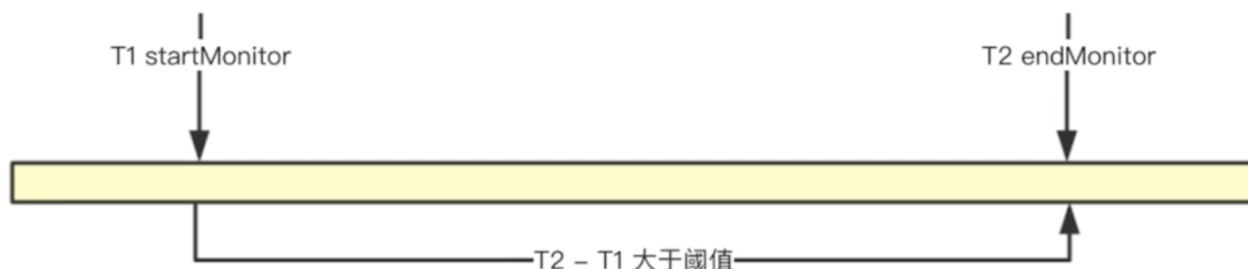 T1 startMonitor
T2 endMonitor
T2 - T1 大于阈值